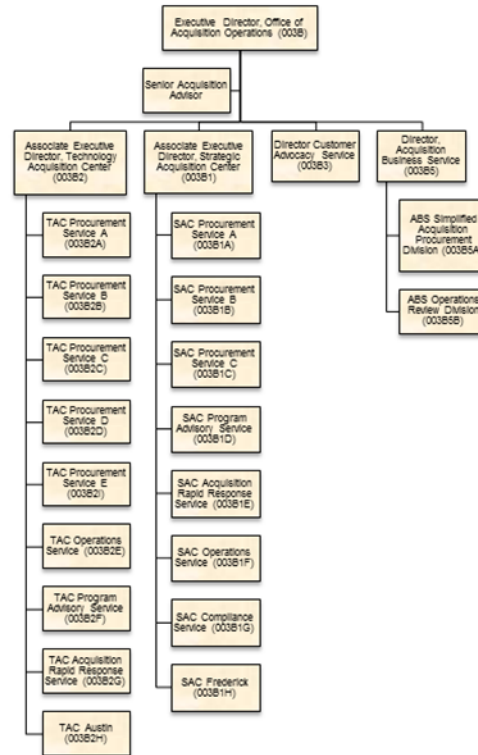 Executive Director, Office of
Acquisition Operations (003B)
Senior Acquisition
Advisor
Associate Executive
Director, Technology
Acquisition Center
(003B2)
Associate Executive
Director, Strategic
Acquisition Center
(003B1)
Director Customer
Advocacy Service
(003B3)
Director,
Acquisition
Business Service
(003B5)
TAC Procurement
Service A
(003B2A)
TAC Procurement
Service B
(003B2B)
TAC Procurement
Service C
(003B2C)
TAC Procurement
Service D
(003B2D)
TAC Procurement
Service E
(003B2I)
TAC Operations
Service (003B2E)
TAC Program
Advisory Service
(003B2F)
TAC Acquisition
Rapid Response
Service (003B2G)
TAC Austin
(003B2H)
SAC Procurement
Service A
(003B1A)
SAC Procurement
Service B
(003B1B)
SAC Procurement
Service C
(003B1C)
SAC Program
Advisory Service
(003B1D)
SAC Acquisition
Rapid Response
Service (003B1E)
SAC Operations
Service (003B1F)
SAC Compliance
Service (003B1G)
SAC Frederick
(003B1H)
ABS Simplified
Acquisition
Procurement
Division (003B5A
ABS Operations
Review Division
(003B5B)